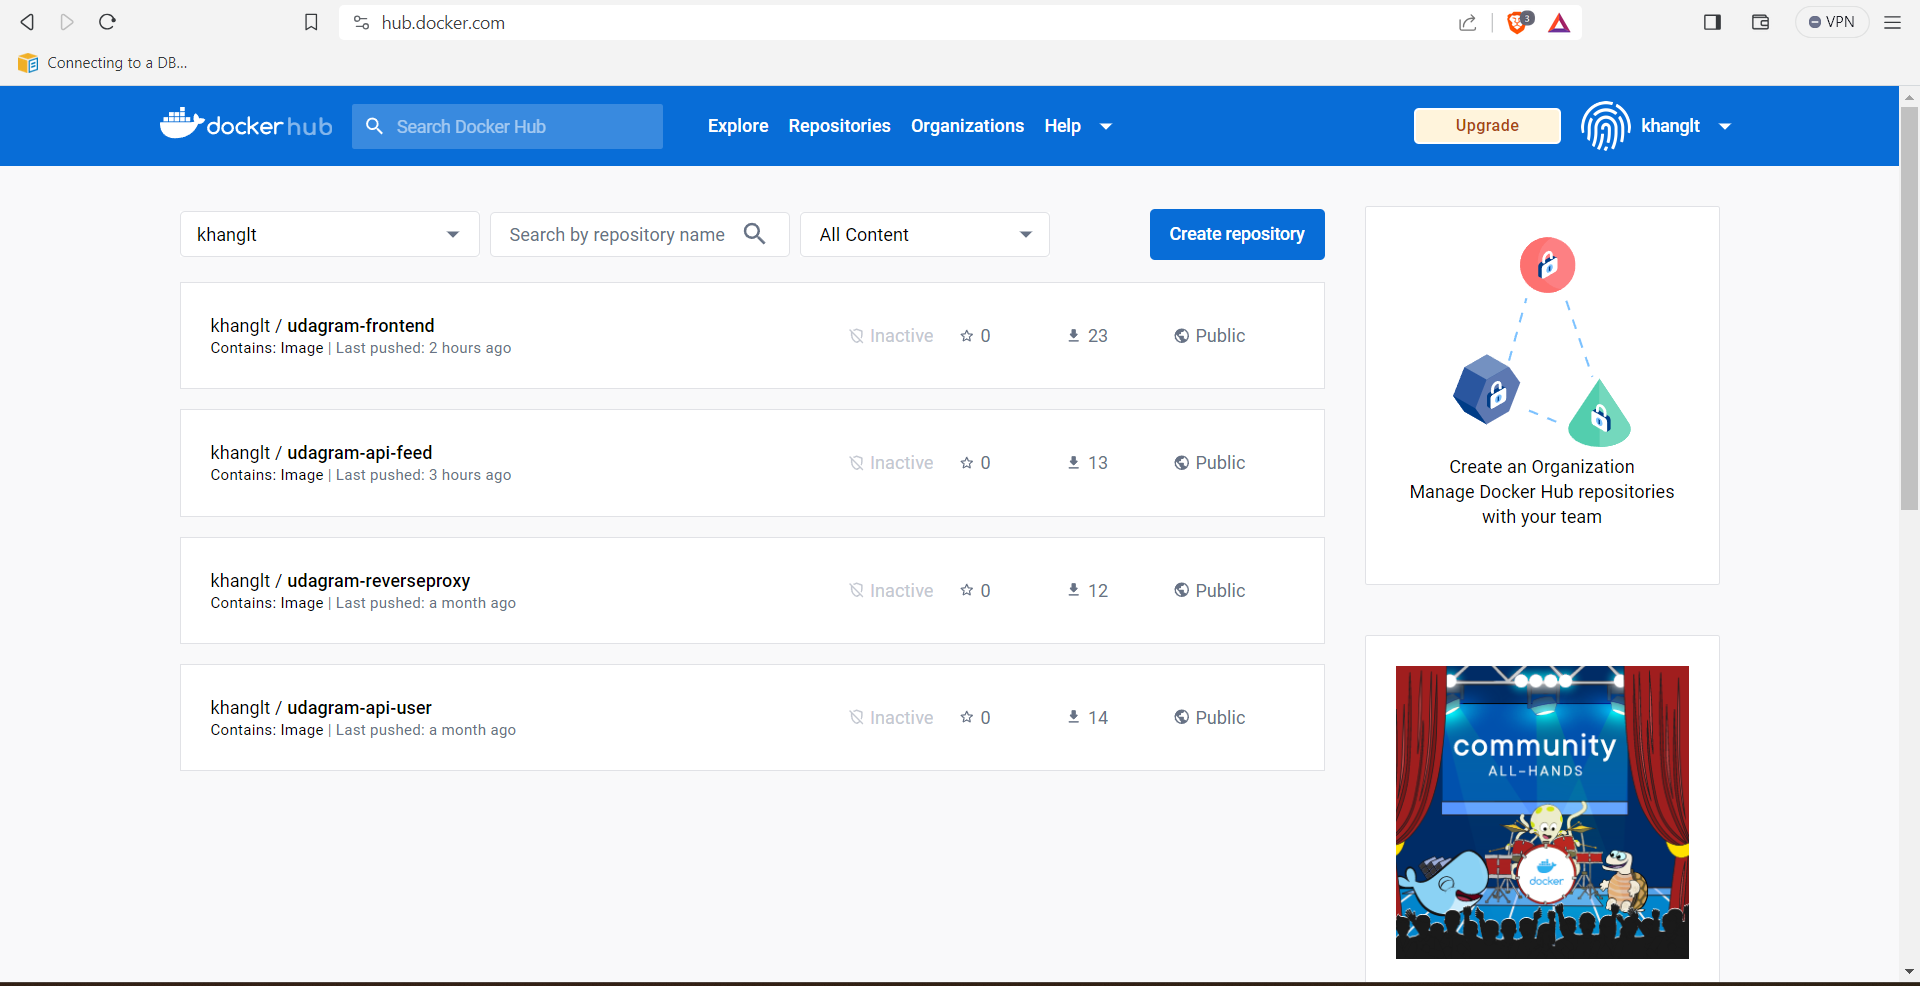 hub.docker.com
3
VPN
Connecting to a DB...
docker hub
Search Docker Hub
Explore
Repositories
Organizations
Help
Upgrade
khanglt
khanglt
Search by repository name
All Content
Create repository
khanglt / udagram-frontend
Contains: Image | Last pushed: 2 hours ago
Inactive
0
23
Public
khanglt / udagram-api-feed
Contains: Image | Last pushed: 3 hours ago
Inactive
0
13
Public
khanglt / udagram-reverseproxy
Contains: Image | Last pushed: a month ago
Inactive
0
12
Public
khanglt / udagram-api-user
Contains: Image | Last pushed: a month ago
Inactive
0
14
Public
Create an Organization
Manage Docker Hub repositories
with your team
community
ALL-HANDS
docker